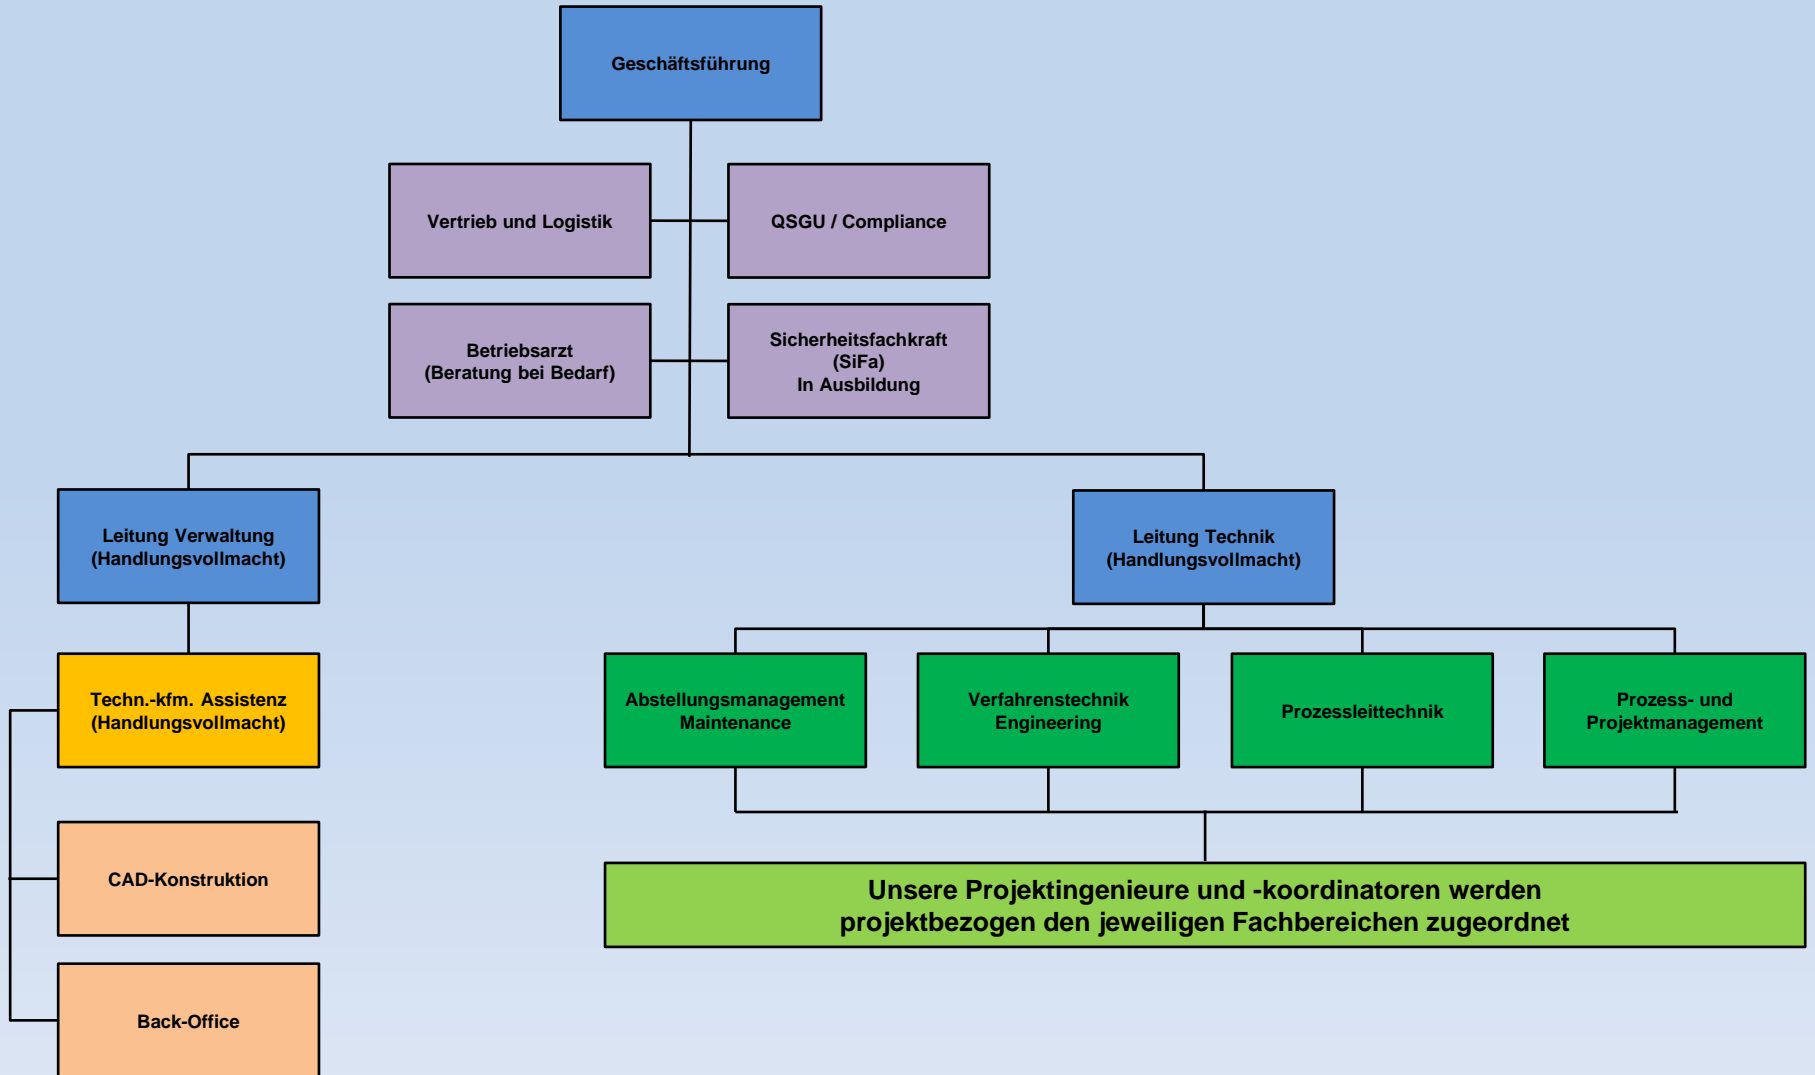 Geschäftsführung
Vertrieb und Logistik
QSGU / Compliance
Betriebsarzt
(Beratung bei Bedarf)
Sicherheitsfachkraft
(SiFa)
In Ausbildung
Leitung Verwaltung
(Handlungsvollmacht)
Leitung Technik
(Handlungsvollmacht)
Techn.-kfm. Assistenz
(Handlungsvollmacht)
Abstellungsmanagement
Maintenance
Verfahrenstechnik
Engineering
Prozessleittechnik
Prozess- und
Projektmanagement
CAD-Konstruktion
Unsere Projektingenieure und -koordinatoren werden
projektbezogen den jeweiligen Fachbereichen zugeordnet
Back-Office